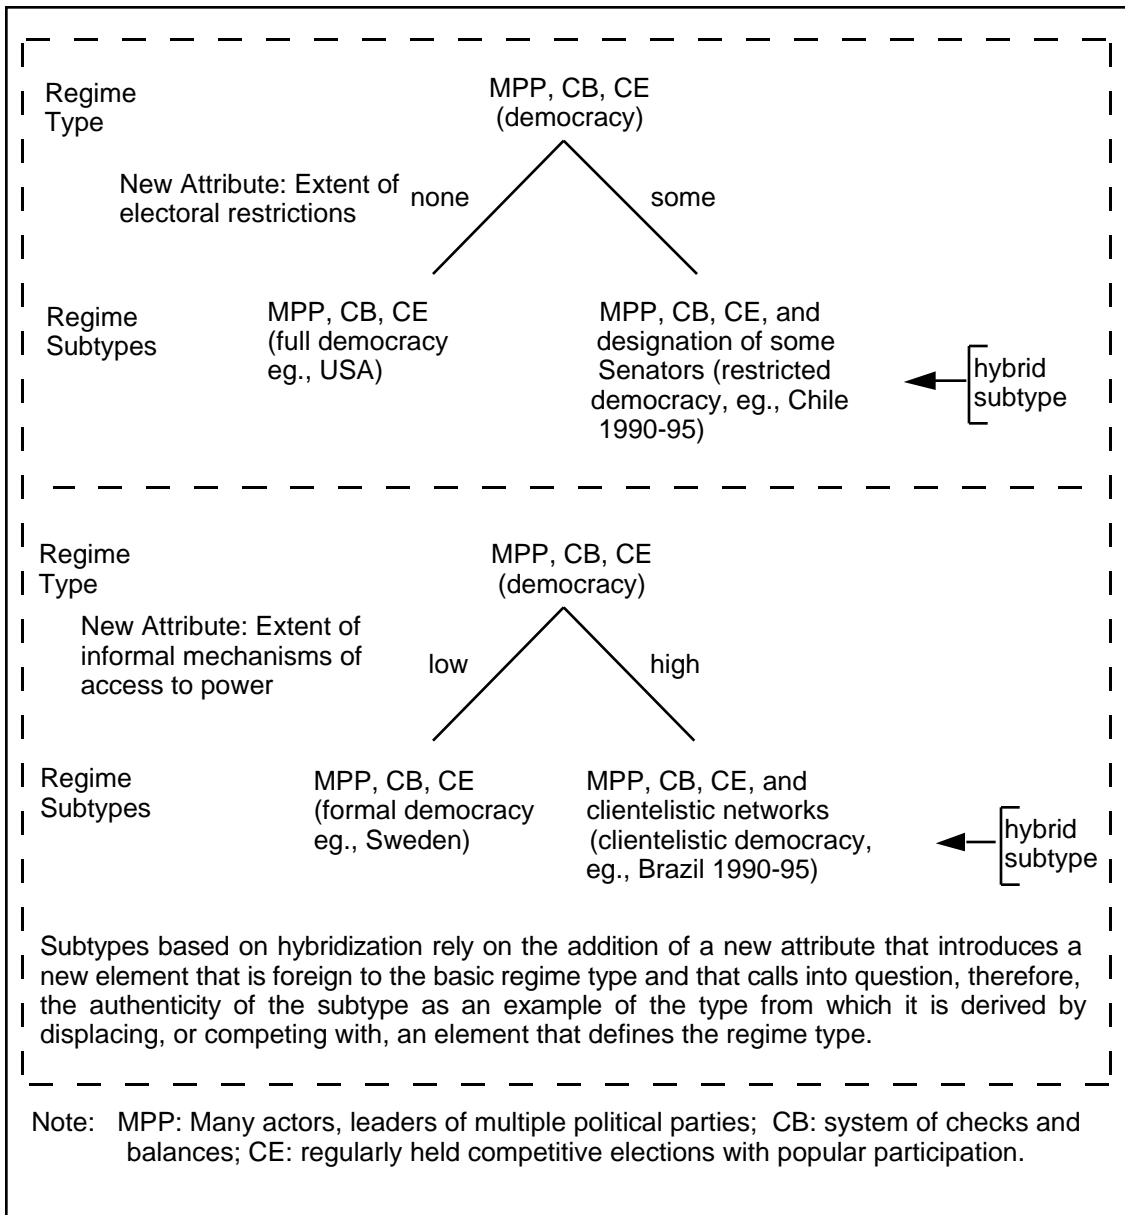 Regime
Type
MPP, CB, CE
(democracy)
New Attribute: Extent of
electoral restrictions
none
some
Regime
Subtypes
MPP, CB, CE
(full democracy
eg., USA)
MPP, CB, CE, and
designation of some
Senators (restricted
democracy, eg., Chile
1990-95)
hybrid
subtype
Regime
Type
MPP, CB, CE
(democracy)
New Attribute: Extent of
informal mechanisms of
access to power
low
high
Regime
Subtypes
MPP, CB, CE
(formal democracy
eg., Sweden)
MPP, CB, CE, and
clientelistic networks
(clientelistic democracy,
eg., Brazil 1990-95)
hybrid
subtype
Subtypes based on hybridization rely on the addition of a new attribute that introduces a
new element that is foreign to the basic regime type and that calls into question, therefore,
the authenticity of the subtype as an example of the type from which it is derived by
displacing, or competing with, an element that defines the regime type.
Note: MPP: Many actors, leaders of multiple political parties; CB: system of checks and
balances; CE: regularly held competitive elections with popular participation.